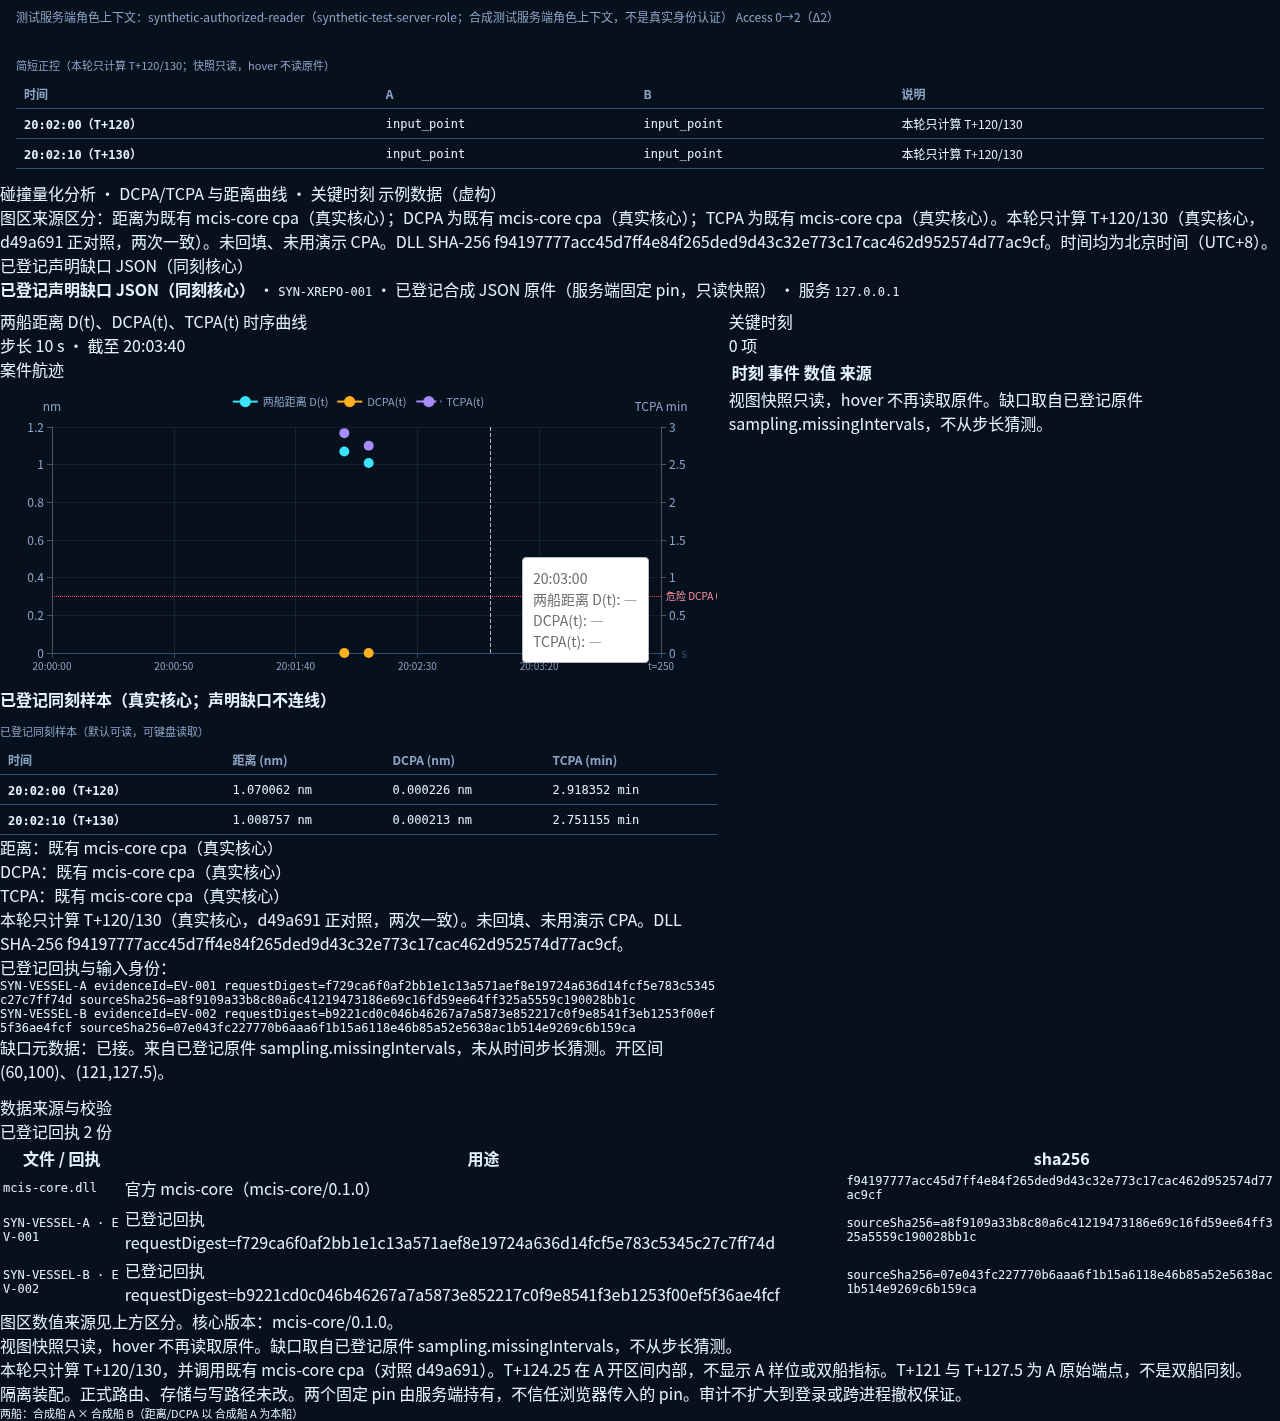 测试服务端角色上下文：synthetic-authorized-reader（synthetic-test-server-role；合成测试服务端角色上下文，不是真实身份认证） Access 0→2（Δ2）
简短正控（本轮只计算 T+120/130；快照只读，hover 不读原件）
时间 A B 说明
20:02:00（T+120） input_point input_point 本轮只计算 T+120/130
20:02:10（T+130） input_point input_point 本轮只计算 T+120/130
碰撞量化分析 · DCPA/TCPA 与距离曲线 · 关键时刻 示例数据（虚构）
图区来源区分：距离为既有 mcis-core cpa（真实核心）；DCPA 为既有 mcis-core cpa（真实核心）；TCPA 为既有 mcis-core cpa（真实核心）。本轮只计算 T+120/130（真实核心，
d49a691 正对照，两次一致）。未回填、未用演示 CPA。DLL SHA-256 f94197777acc45d7ff4e84f265ded9d43c32e773c17cac462d952574d77ac9cf。时间均为北京时间（UTC+8）。
已登记声明缺口 JSON（同刻核心）
已登记声明缺口 JSON（同刻核心） · SYN-XREPO-001 · 已登记合成 JSON 原件（服务端固定 pin，只读快照） · 服务 127.0.0.1
两船距离 D(t)、DCPA(t)、TCPA(t) 时序曲线
步长 10 s · 截至 20:03:40
案件航迹
关键时刻
0 项
时刻 事件 数值 来源
视图快照只读，hover 不再读取原件。缺口取自已登记原件
sampling.missingIntervals，不从步长猜测。
nm 两船距离 D(t) DCPA(t) TCPA(t) TCPA min
1.2 3
1 2.5
0.8 2
0.6 1.5
0.4 1
0.2 0.5
0 0 s
危险 DCPA
20:03:00
两船距离 D(t): —
DCPA(t): —
TCPA(t): —
20:00:00 20:00:50 20:01:40 20:02:30 20:03:20 t=250
已登记同刻样本（真实核心；声明缺口不连线）
已登记同刻样本（默认可读，可键盘读取）
时间 距离 (nm) DCPA (nm) TCPA (min)
20:02:00（T+120） 1.070062 nm 0.000226 nm 2.918352 min
20:02:10（T+130） 1.008757 nm 0.000213 nm 2.751155 min
距离：既有 mcis-core cpa（真实核心）
DCPA：既有 mcis-core cpa（真实核心）
TCPA：既有 mcis-core cpa（真实核心）
本轮只计算 T+120/130（真实核心，d49a691 正对照，两次一致）。未回填、未用演示 CPA。DLL
SHA-256 f94197777acc45d7ff4e84f265ded9d43c32e773c17cac462d952574d77ac9cf。
已登记回执与输入身份：
SYN-VESSEL-A evidenceId=EV-001 requestDigest=f729ca6f0af2bb1e1c13a571aef8e19724a636d14fcf5e783c5345
c27c7ff74d sourceSha256=a8f9109a33b8c80a6c41219473186e69c16fd59ee64ff325a5559c190028bb1c
SYN-VESSEL-B evidenceId=EV-002 requestDigest=b9221cd0c046b46267a7a5873e852217c0f9e8541f3eb1253f00ef
5f36ae4fcf sourceSha256=07e043fc227770b6aaa6f1b15a6118e46b85a52e5638ac1b514e9269c6b159ca
缺口元数据：已接。来自已登记原件 sampling.missingIntervals，未从时间步长猜测。开区间
(60,100)、(121,127.5)。
数据来源与校验
已登记回执 2 份
文件 / 回执 用途 sha256
mcis-core.dll 官方 mcis-core（mcis-core/0.1.0） f94197777acc45d7ff4e84f265ded9d43c32e773c17cac462d952574d77
ac9cf
SYN-VESSEL-A · E
V-001
已登记回执
requestDigest=f729ca6f0af2bb1e1c13a571aef8e19724a636d14fcf5e783c5345c27c7ff74d
sourceSha256=a8f9109a33b8c80a6c41219473186e69c16fd59ee64ff3
25a5559c190028bb1c
SYN-VESSEL-B · E
V-002
已登记回执
requestDigest=b9221cd0c046b46267a7a5873e852217c0f9e8541f3eb1253f00ef5f36ae4fcf
sourceSha256=07e043fc227770b6aaa6f1b15a6118e46b85a52e5638ac
1b514e9269c6b159ca
图区数值来源见上方区分。核心版本：mcis-core/0.1.0。
视图快照只读，hover 不再读取原件。缺口取自已登记原件 sampling.missingIntervals，不从步长猜测。
本轮只计算 T+120/130，并调用既有 mcis-core cpa（对照 d49a691）。T+124.25 在 A 开区间内部，不显示 A 样位或双船指标。T+121 与 T+127.5 为 A 原始端点，不是双船同刻。
隔离装配。正式路由、存储与写路径未改。两个固定 pin 由服务端持有，不信任浏览器传入的 pin。审计不扩大到登录或跨进程撤权保证。
两船：合成船 A × 合成船 B（距离/DCPA 以 合成船 A 为本船）